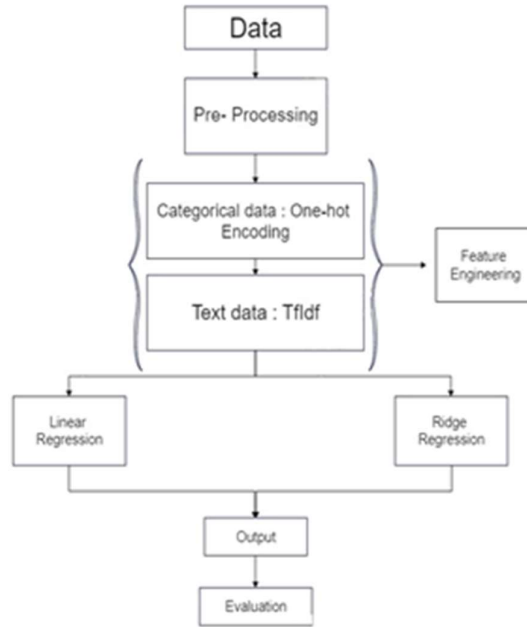 Data
Pre- Processing
Categorical data : One-hot
Encoding
Text data : TfIdf
Feature
Engineering
Linear
Regression
Ridge
Regression
Output
Evaluation